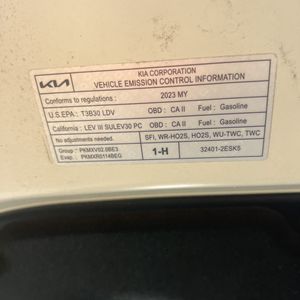 KIA
KIA CORPORATION
VEHICLE EMISSION CONTROL INFORMATION
Conforms to regulations : 2023 MY
U.S.EPA : T3B30 LDV OBD : CA II Fuel : Gasoline
California : LEV III SULEV30 PC OBD : CA II Fuel : Gasoline
No adjustments needed. SFI, WR-HO2S, HO2S, WU-TWC, TWC
Group : PKMXV02.0BE3
Evap. : PKMXR0114BEG 1-H 32401-2ESK5